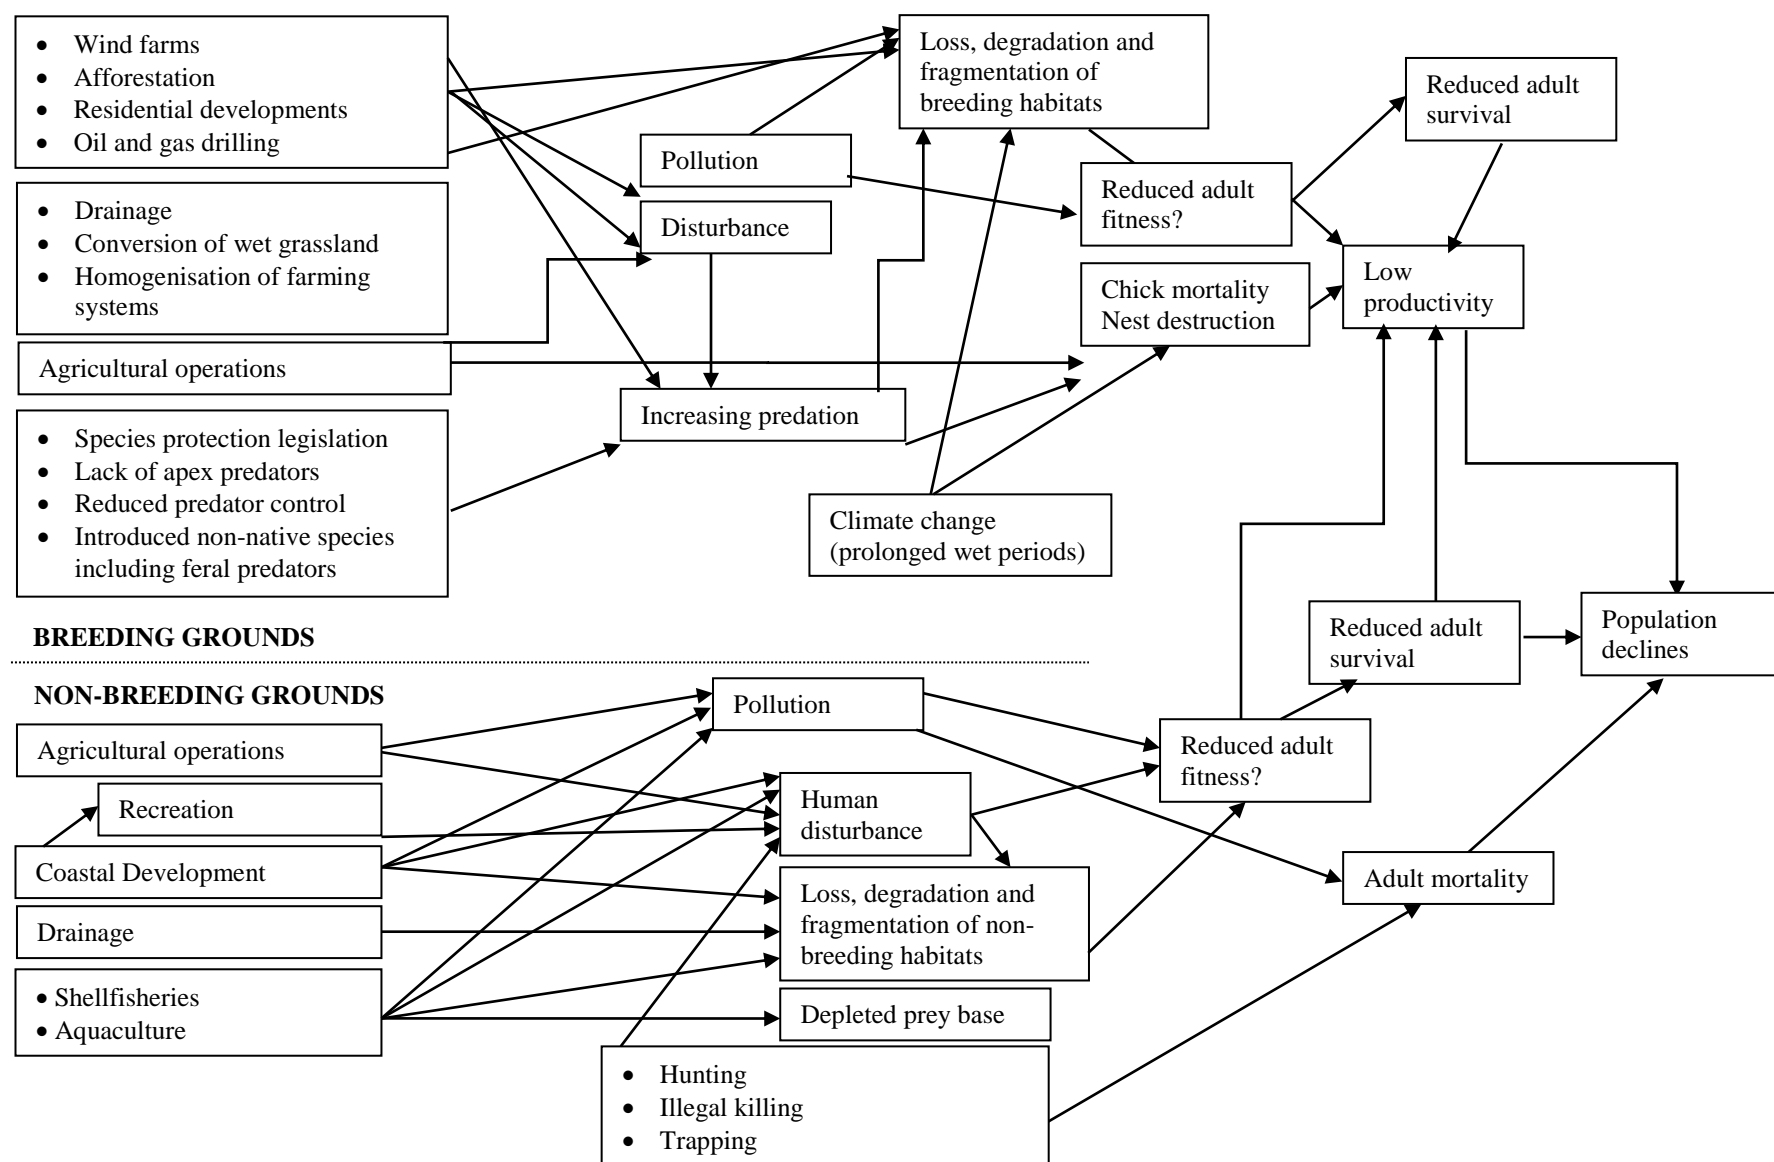 • Wind farms
• Afforestation
• Residential developments
• Oil and gas drilling
Loss, degradation and
fragmentation of
breeding habitats
Reduced adult
survival
Pollution
Reduced adult
fitness?
• Drainage
• Conversion of wet grassland
• Homogenisation of farming
systems
Disturbance
Low
productivity
Chick mortality
Nest destruction
Agricultural operations
Increasing predation
• Species protection legislation
• Lack of apex predators
• Reduced predator control
• Introduced non-native species
including feral predators
Climate change
(prolonged wet periods)
BREEDING GROUNDS
Reduced adult
survival
Population
declines
NON-BREEDING GROUNDS
Pollution
Agricultural operations
Reduced adult
fitness?
Recreation
Human
disturbance
Coastal Development
Adult mortality
Loss, degradation and
fragmentation of non-
breeding habitats
Drainage
• Shellfisheries
• Aquaculture
Depleted prey base
• Hunting
• Illegal killing
• Trapping